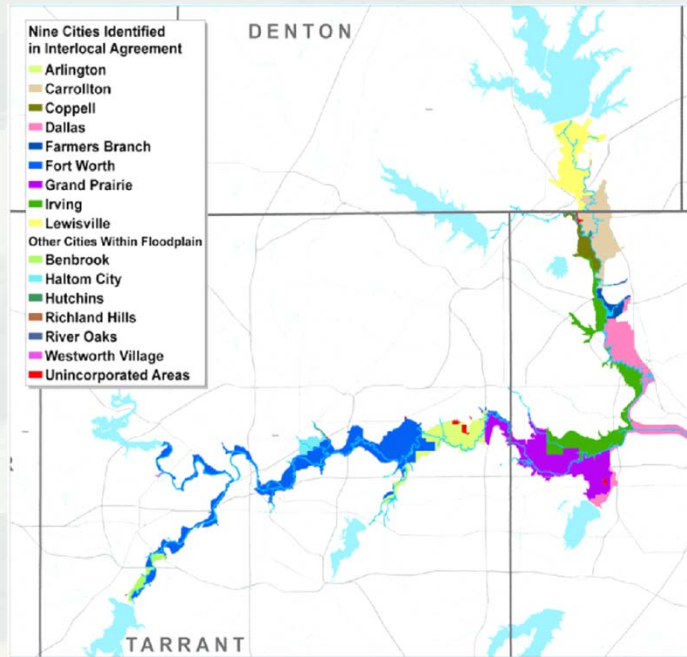 DENTON
Nine Cities Identified
in Interlocal Agreement
Arlington
Carrollton
Coppell
Dallas
Farmers Branch
Fort Worth
Grand Prairie
Irving
Lewisville
Other Cities Within Floodplain
Benbrook
Haltom City
Hutchins
Richland Hills
River Oaks
Westworth Village
Unincorporated Areas
TARRANT